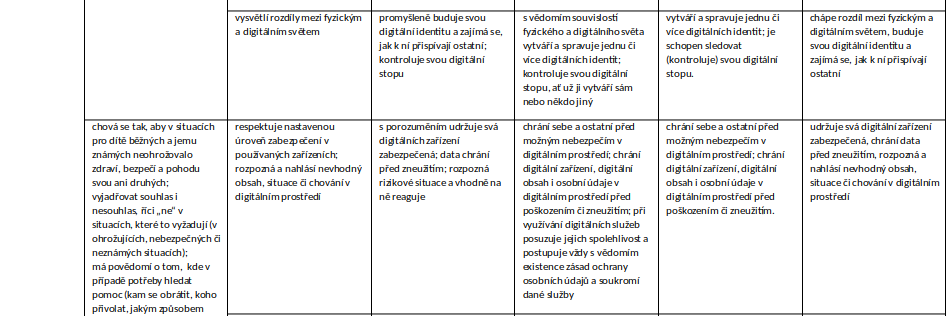 vysvětlí rozdíly mezi fyzickým
a digitálním světem
promyšleně buduje svou
digitální identitu a zajímá se,
jak k ní přispívají ostatní;
kontroluje svou digitální
stopu
s vědomím souvislostí
fyzického a digitálního světa
vytváří a spravuje jednu či
více digitálních identit;
kontroluje svou digitální
stopu, ať už ji vytváří sám
nebo někdo jiný
vytváří a spravuje jednu či
více digitálních identit; je
schopen sledovat
(kontroluje) svou digitální
stopu.
chápe rozdíl mezi fyzickým a
digitálním světem, buduje
svou digitální identitu a
zajímá se, jak k ní přispívají
ostatní
chová se tak, aby v situacích
pro dítě běžných a jemu
známých neohrožovalo
zdraví, bezpečí a pohodu
svou ani druhých;
vyjadřovat souhlas i
nesouhlas, říci „ne“ v
situacích, které to vyžadují (v
ohrožujících, nebezpečných či
neznámých situacích);
má povědomí o tom, kde v
případě potřeby hledat
pomoc (kam se obrátit, koho
přivolat, jakým způsobem
respektuje nastavenou
úroveň zabezpečení v
používaných zařízeních;
rozpozná a nahlásí nevhodný
obsah, situace či chování v
digitálním prostředí
s porozuměním udržuje svá
digitálních zařízení
zabezpečená; data chrání
před zneužitím; rozpozná
rizikové situace a vhodně na
ně reaguje
chrání sebe a ostatní před
možným nebezpečím v
digitálním prostředí; chrání
digitální zařízení, digitální
obsah i osobní údaje v
digitálním prostředí před
poškozením či zneužitím; při
využívání digitálních služeb
posuzuje jejich spolehlivost a
postupuje vždy s vědomím
existence zásad ochrany
osobních údajů a soukromí
dané služby
chrání sebe a ostatní před
možným nebezpečím v
digitálním prostředí; chrání
digitální zařízení, digitální
obsah i osobní údaje v
digitálním prostředí před
poškozením či zneužitím.
udržuje svá digitální zařízení
zabezpečená, chrání data
před zneužitím, rozpozná a
nahlásí nevhodný obsah,
situace či chování v digitálním
prostředí